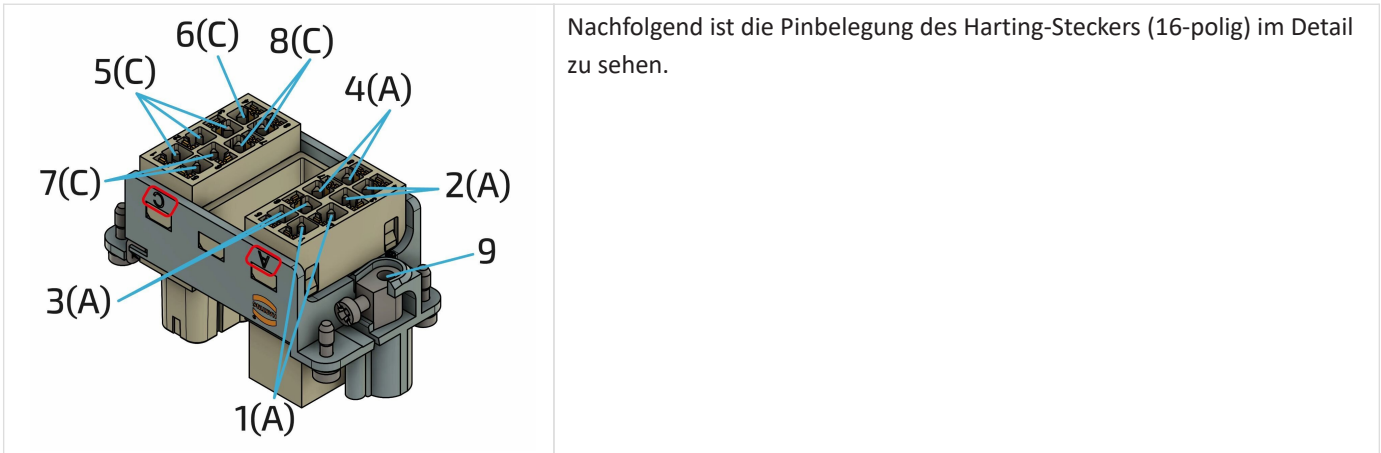 6(C) 8(C)
5(C)
4(A)
7(C)
2(A)
C
A
9
3(A)
1(A)
Nachfolgend ist die Pinbelegung des Harting-Steckers (16-polig) im Detail
zu sehen.